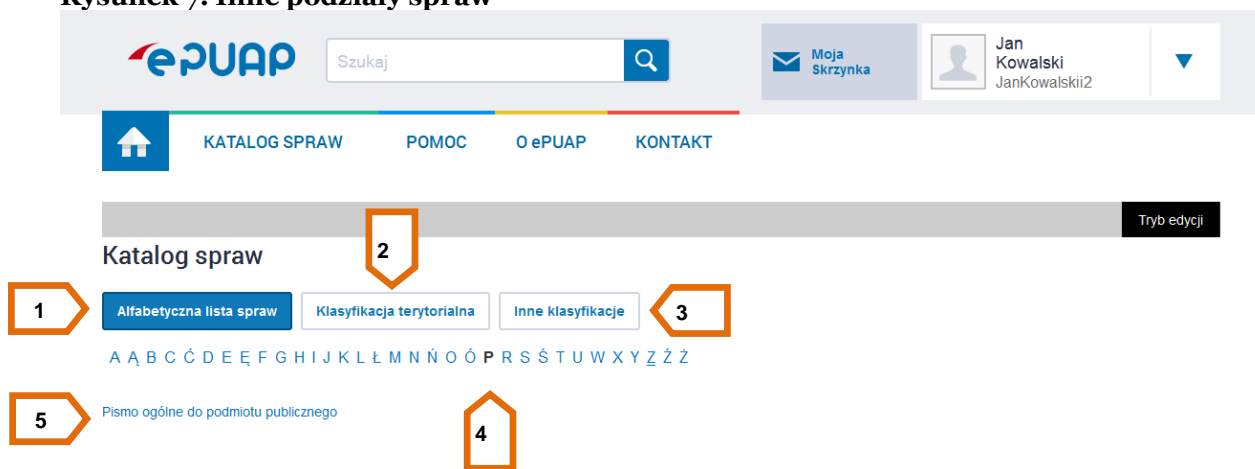 Rysunek 7. Inne podziały spraw
ePUAP
Szukaj
Moja
Skrzynka
Jan
Kowalski
JanKowalskii2
KATALOG SPRAW POMOC O ePUAP KONTAKT
Tryb edycji
2
Katalog spraw
1
Alfabetyczna lista spraw Klasyfikacja terytorialna Inne klasyfikacje
3
A Ą B C Ć D E Ę F G H I J K L Ł M N Ń O Ó P R S Ś T U W X Y Z Ź Ż
5
Pismo ogólne do podmiotu publicznego
4